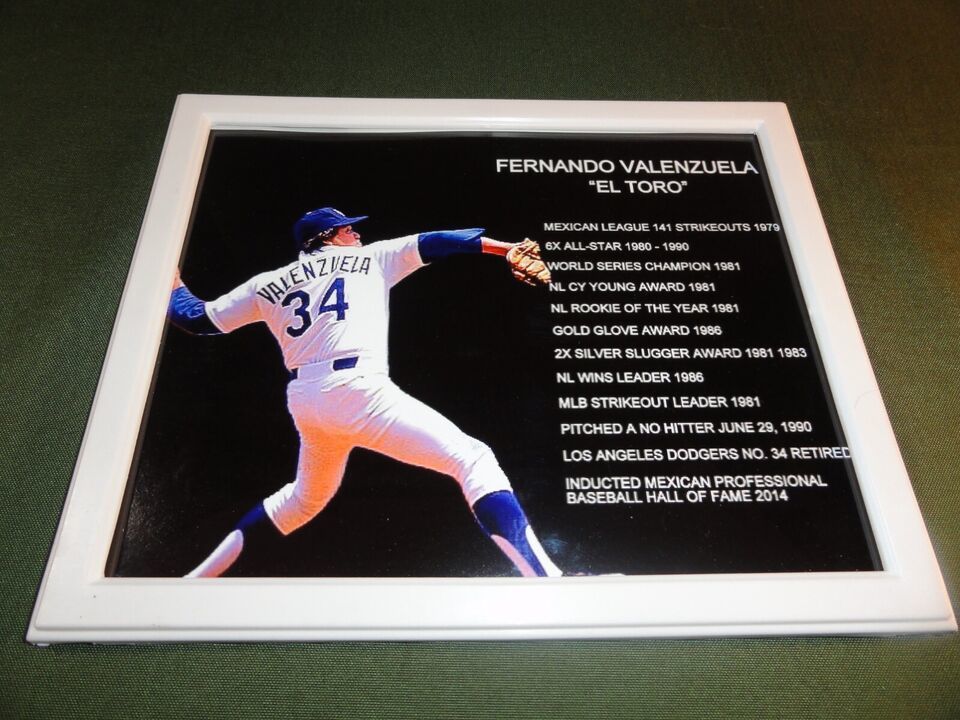 FERNANDO VALENZUELA
"EL TORO"
MEXICAN LEAGUE 141 STRIKEOUTS 1979
6X ALL-STAR 1980 - 1990
WORLD SERIES CHAMPION 1981
NL CY YOUNG AWARD 1981
NL ROOKIE OF THE YEAR 1981
GOLD GLOVE AWARD 1986
2X SILVER SLUGGER AWARD 1981 1983
NL WINS LEADER 1986
MLB STRIKEOUT LEADER 1981
PITCHED A NO HITTER JUNE 29, 1990
LOS ANGELES DODGERS NO. 34 RETIRED
INDUCTED MEXICAN PROFESSIONAL
BASEBALL HALL OF FAME 2014
VALENZUELA
34